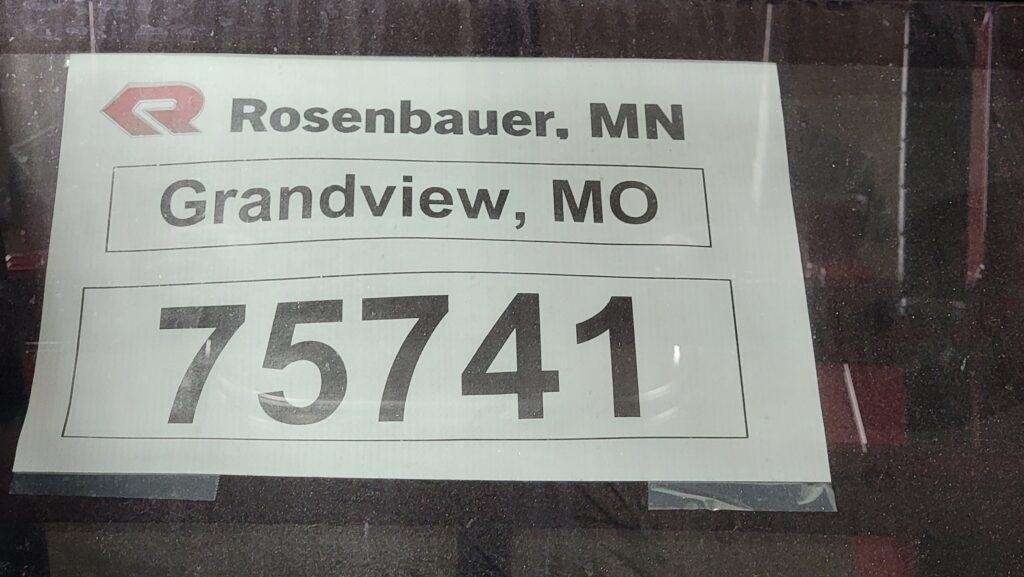 Rosenbauer, MN
Grandview, MO
75741